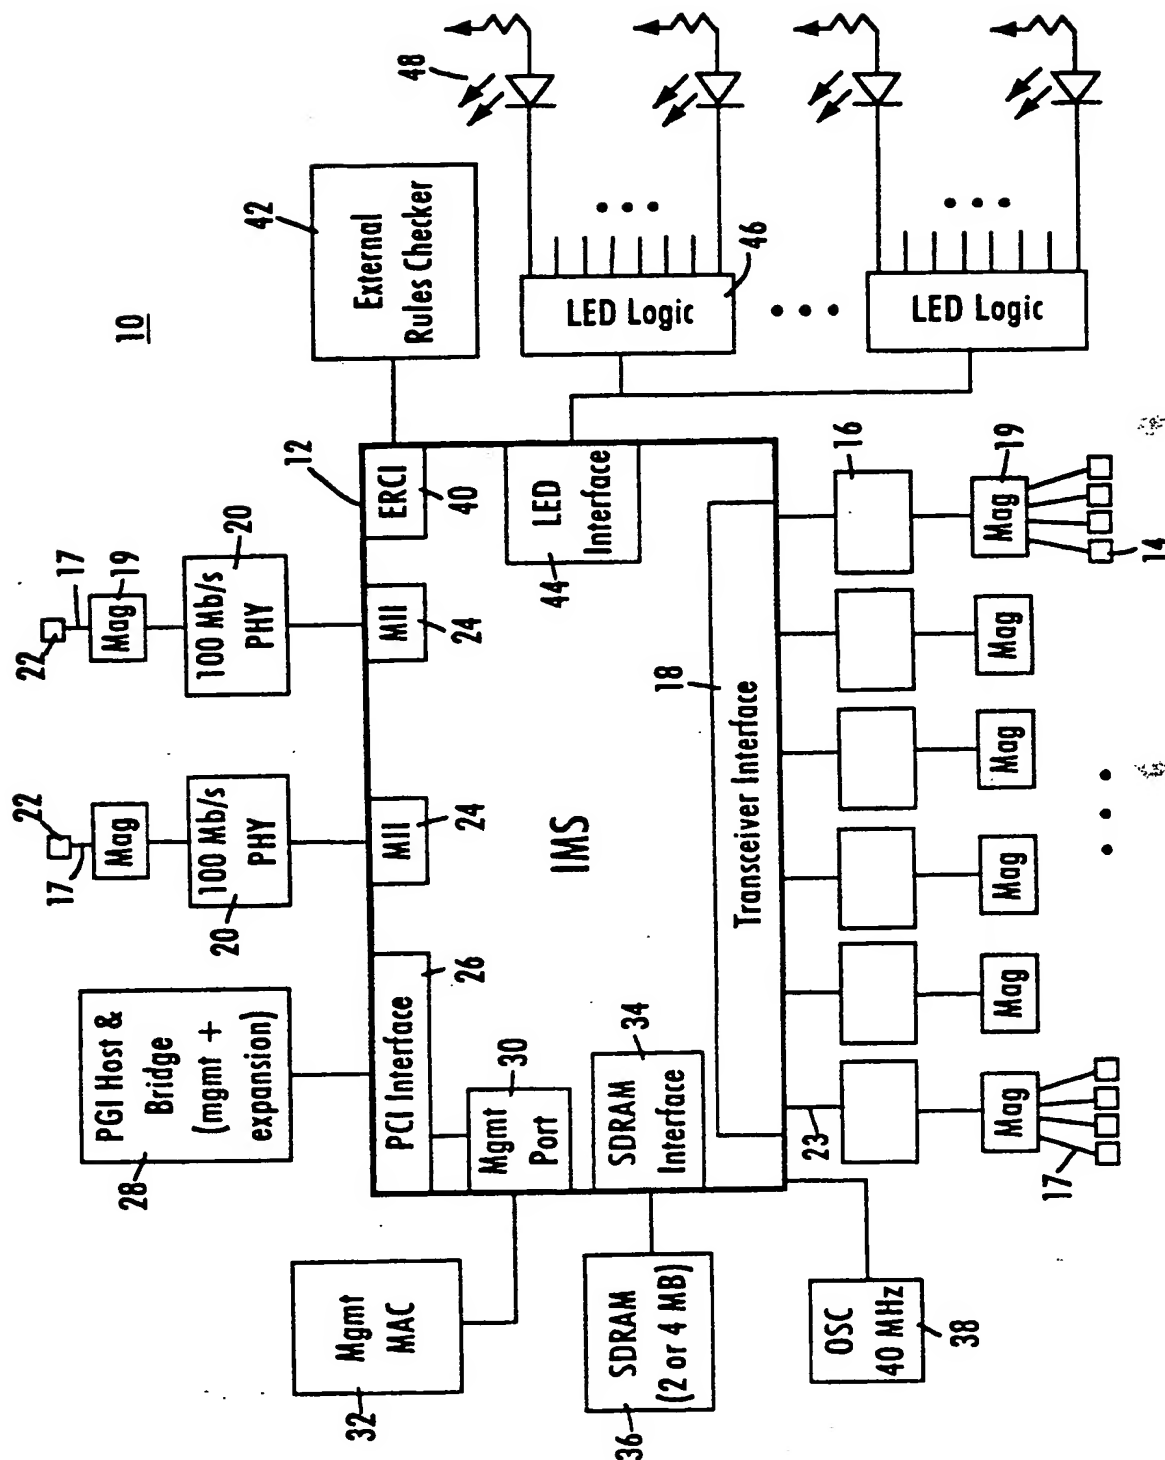 10
PGI Host &
Bridge
(mgmt +
expansion)
28
22
17
Mag
100 Mb/s
PHY
20
22
17
Mag
19
100 Mb/s
PHY
20
External
Rules Checker
42
48
Mgmt
MAC
32
PCI Interface
26
MII
24
MII
24
ERCI
40
12
Mgmt
Port
30
IMS
LED
Interface
44
LED Logic
46
LED Logic
SDRAM
(2 or 4 MB)
36
SDRAM
Interface
34
Transceiver Interface
18
OSC
40 MHz
38
23
16
Mag
17
Mag
Mag
Mag
Mag
Mag
19
14